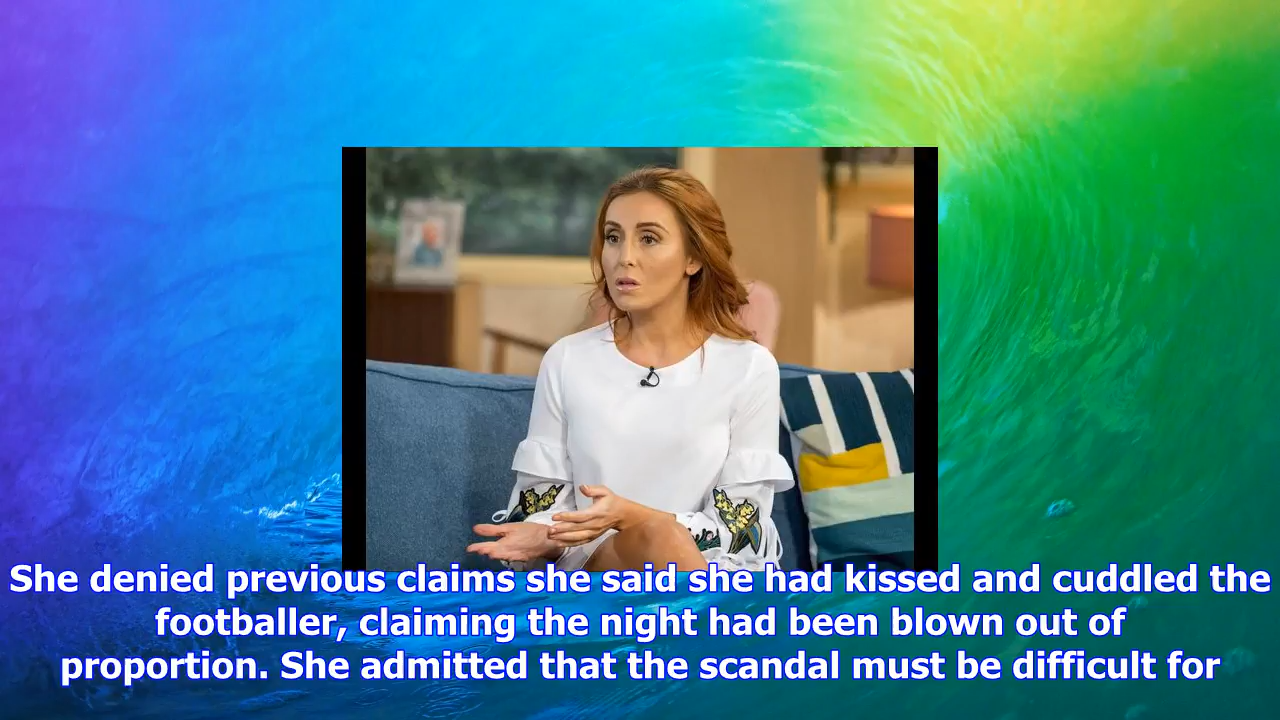 She denied previous claims she said she had kissed and cuddled the
footballer, claiming the night had been blown out of
proportion. She admitted that the scandal must be difficult for